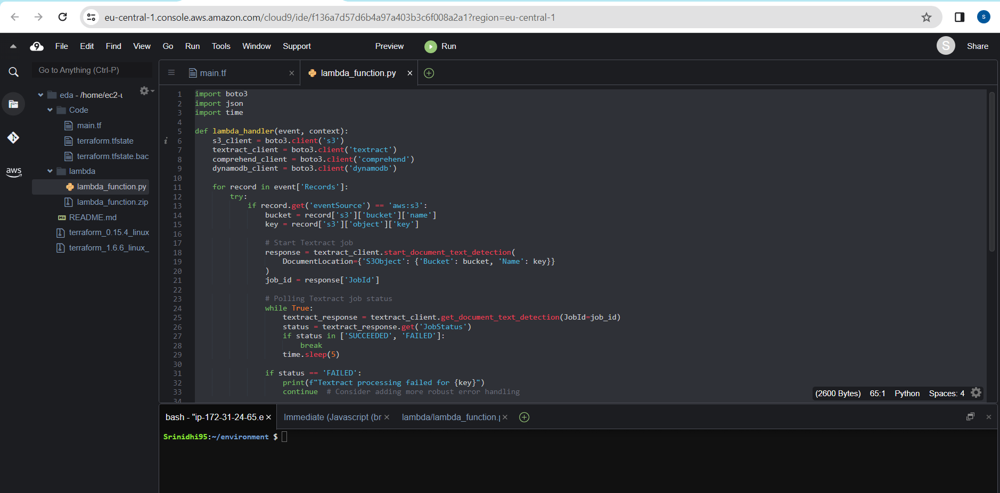 eu-central-1.console.aws.amazon.com/cloud9/ide/f136a7d57d6b4a97a403b3c6f008a2a1?region=eu-central-1
S
9 File Edit Find View Go Run Tools Window Support Preview Run S Share
Go to Anything (Ctrl-P)
main.tf
lambda_function.py
eda - /home/ec2-u
Code
main.tf
terraform.tfstate
terraform.tfstate.bac
lambda
lambda_function.py
lambda_function.zip
README.md
terraform_0.15.4_linux
terraform_1.6.6_linux_
aws
1 import boto3
2 import json
3 import time
4
5 def lambda_handler(event, context):
6     s3_client = boto3.client('s3')
7     textract_client = boto3.client('textract')
8     comprehend_client = boto3.client('comprehend')
9     dynamodb_client = boto3.client('dynamodb')
10
11     for record in event['Records']:
12         try:
13             if record.get('eventSource') == 'aws:s3':
14                 bucket = record['s3']['bucket']['name']
15                 key = record['s3']['object']['key']
16
17                 # Start Textract job
18                 response = textract_client.start_document_text_detection(
19                     DocumentLocation={'S3Object': {'Bucket': bucket, 'Name': key}}
20                 )
21                 job_id = response['JobId']
22
23                 # Polling Textract job status
24                 while True:
25                     textract_response = textract_client.get_document_text_detection(JobId=job_id)
26                     status = textract_response.get('JobStatus')
27                     if status in ['SUCCEEDED', 'FAILED']:
28                         break
29                     time.sleep(5)
30
31                 if status == 'FAILED':
32                     print(f"Textract processing failed for {key}")
33                     continue  # Consider adding more robust error handling
34
(2600 Bytes) 65:1 Python Spaces: 4
bash - "ip-172-31-24-65.e
Immediate (Javascript (br
lambda/lambda_function.p
Srinidhi95:~/environment $